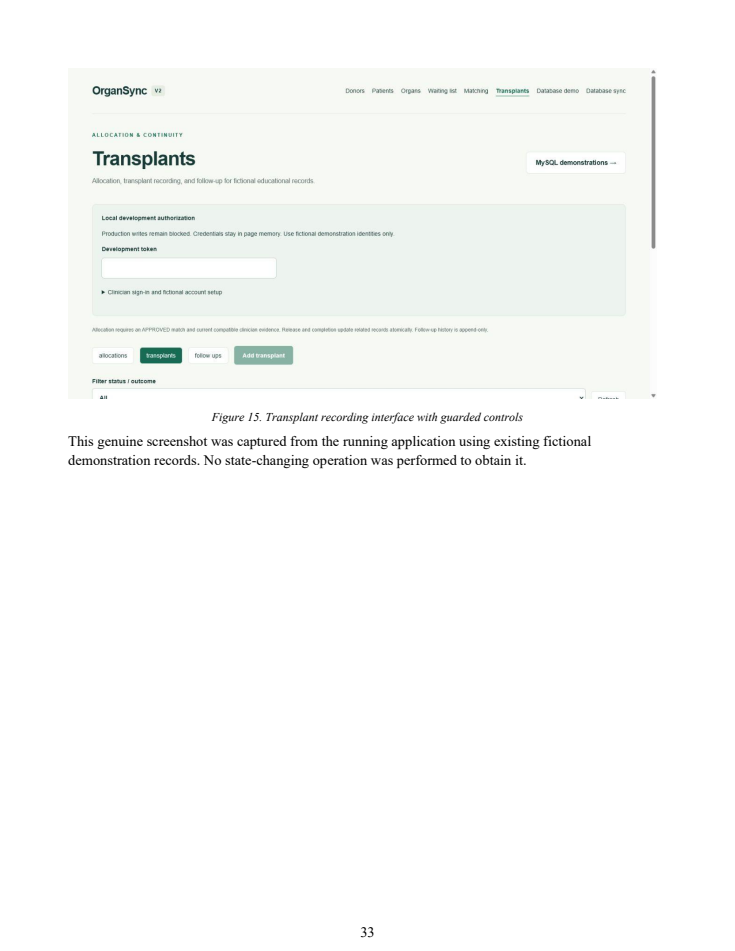 OrganSync V2
Donors Patients Organs Waiting list Matching Transplants Database demo Database sync
ALLOCATION & CONTINUITY
Transplants
MySQL demonstrations →
Allocation, transplant recording, and follow-up for fictional educational records.
Local development authorization
Production writes remain blocked. Credentials stay in page memory. Use fictional demonstration identities only.
Development token
▶ Clinician sign-in and fictional account setup
Allocation requires an APPROVED match and current compatible clinician evidence. Release and completion update related records atomically. Follow-up history is append-only.
allocations transplants follow ups Add transplant
Filter status / outcome
All Refresh
Figure 15. Transplant recording interface with guarded controls
This genuine screenshot was captured from the running application using existing fictional
demonstration records. No state-changing operation was performed to obtain it.
33